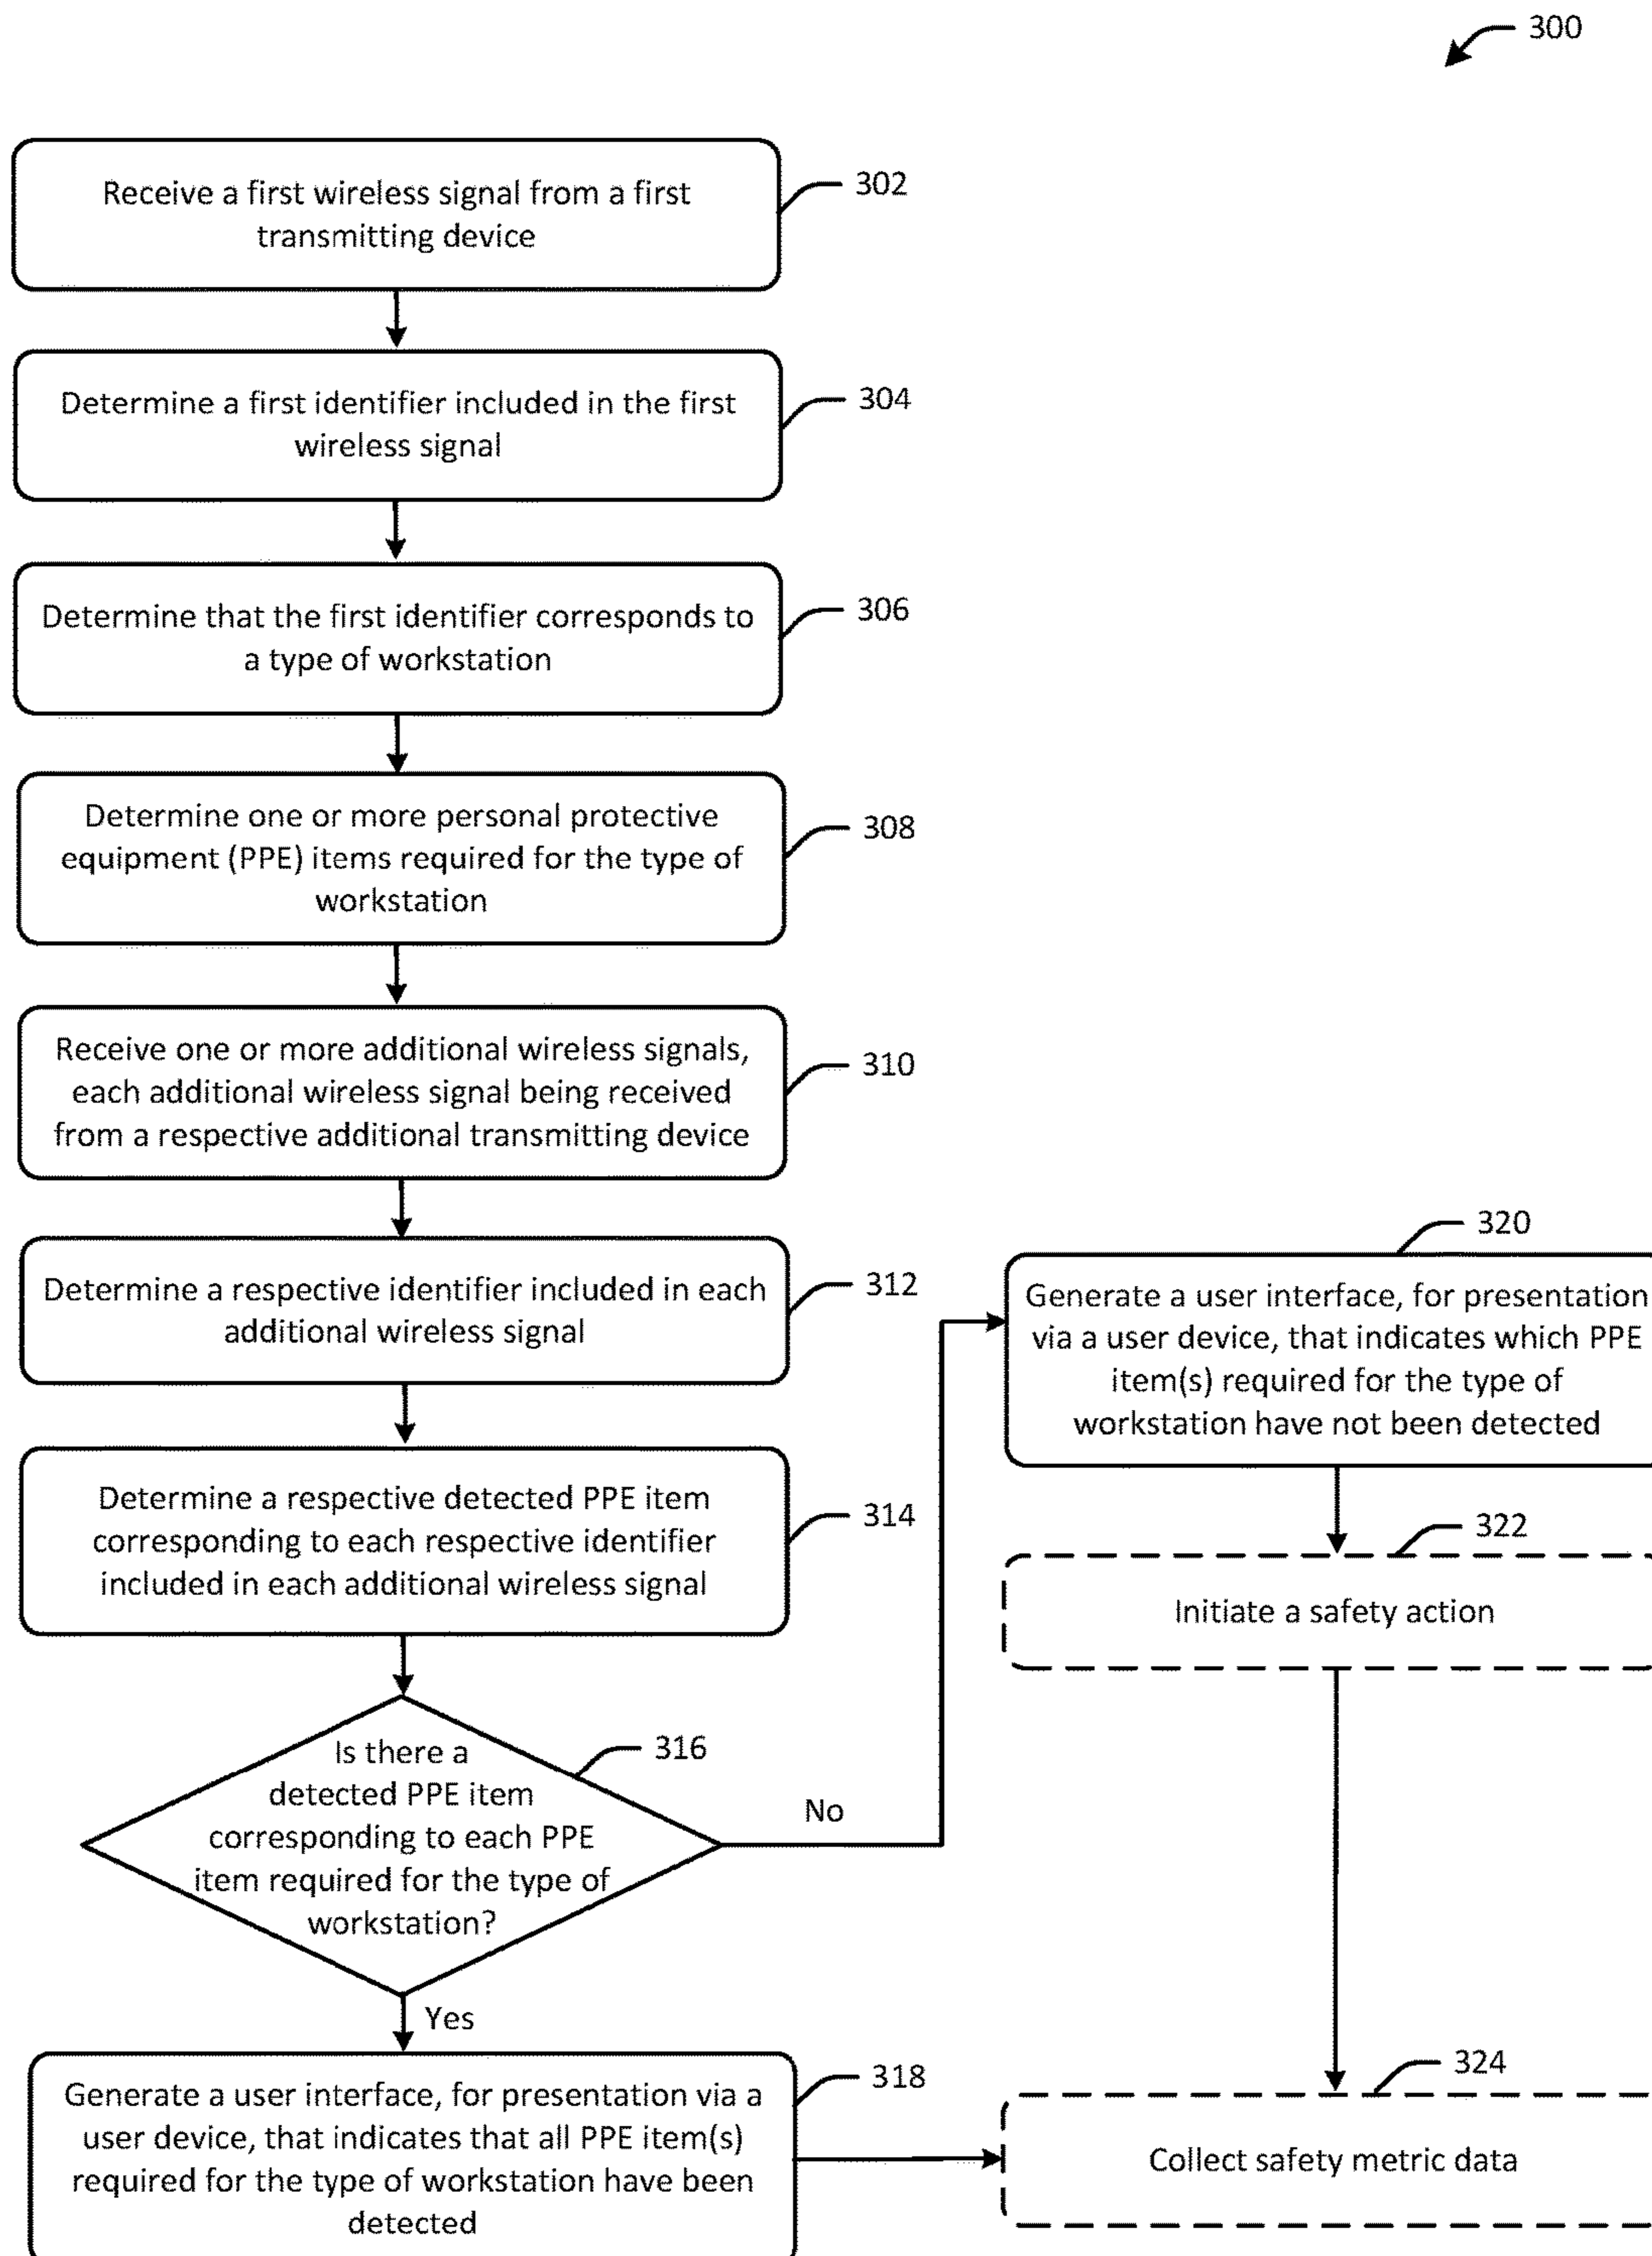 300
Receive a first wireless signal from a first
transmitting device
302
Determine a first identifier included in the first
wireless signal
304
Determine that the first identifier corresponds to
a type of workstation
306
Determine one or more personal protective
equipment (PPE) items required for the type of
workstation
308
Receive one or more additional wireless signals,
each additional wireless signal being received
from a respective additional transmitting device
310
Determine a respective identifier included in each
additional wireless signal
312
Determine a respective detected PPE item
corresponding to each respective identifier
included in each additional wireless signal
314
Is there a
detected PPE item
corresponding to each PPE
item required for the type of
workstation?
316
No
Yes
Generate a user interface, for presentation via a
user device, that indicates that all PPE item(s)
required for the type of workstation have been
detected
318
320
Generate a user interface, for presentation
via a user device, that indicates which PPE
item(s) required for the type of
workstation have not been detected
322
Initiate a safety action
324
Collect safety metric data